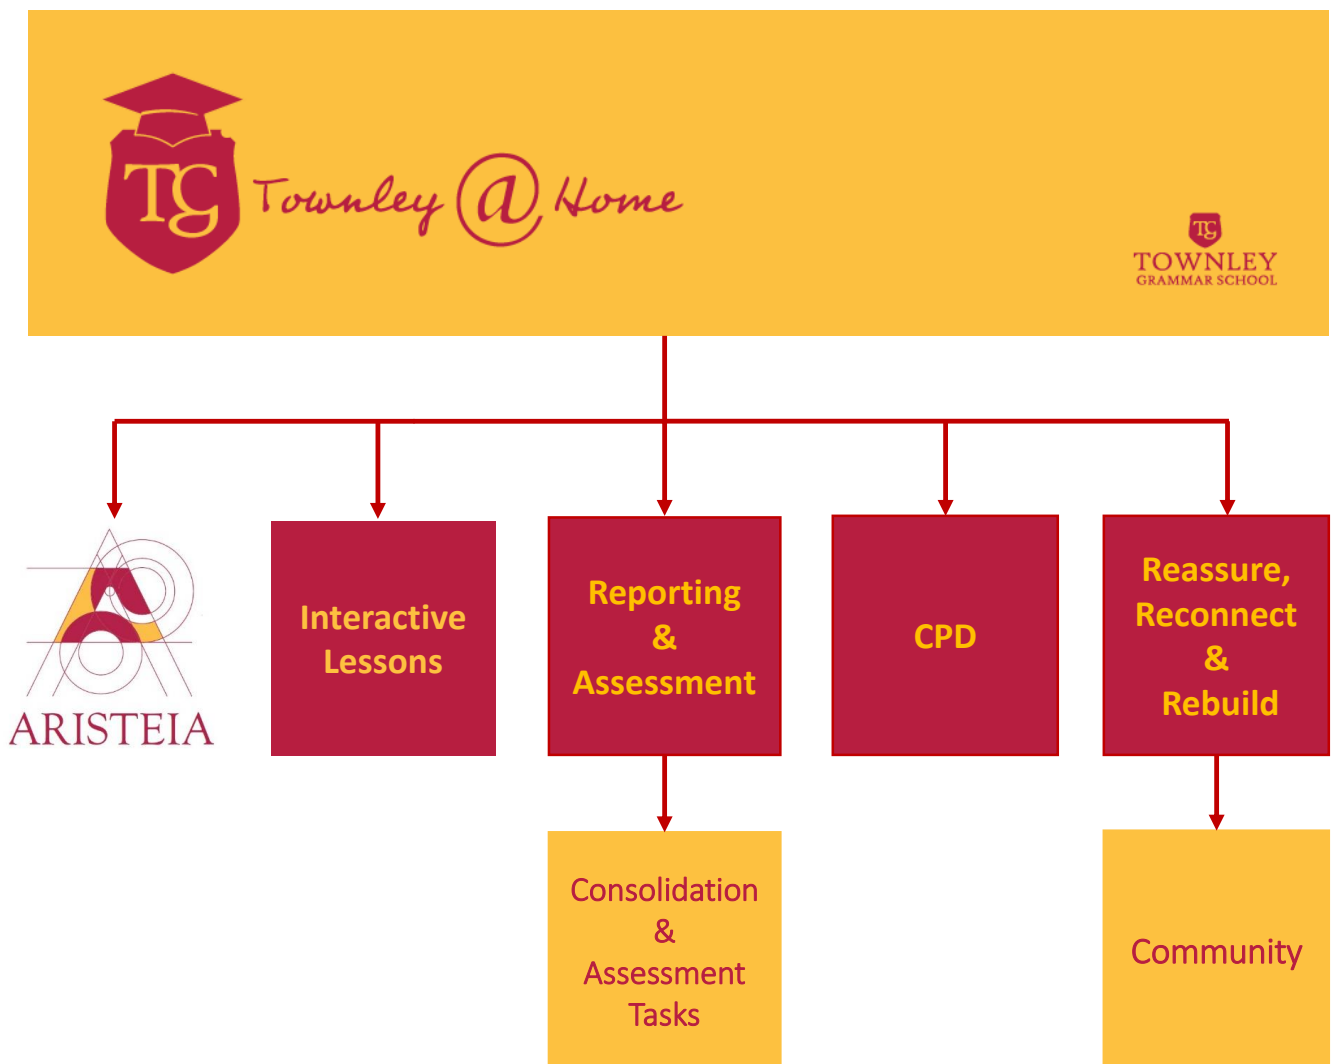 TG Townley @ Home
TG
TOWNLEY
GRAMMAR SCHOOL
ARISTEIA
Interactive
Lessons
Reporting
&
Assessment
CPD
Reassure,
Reconnect
&
Rebuild
Consolidation
&
Assessment
Tasks
Community